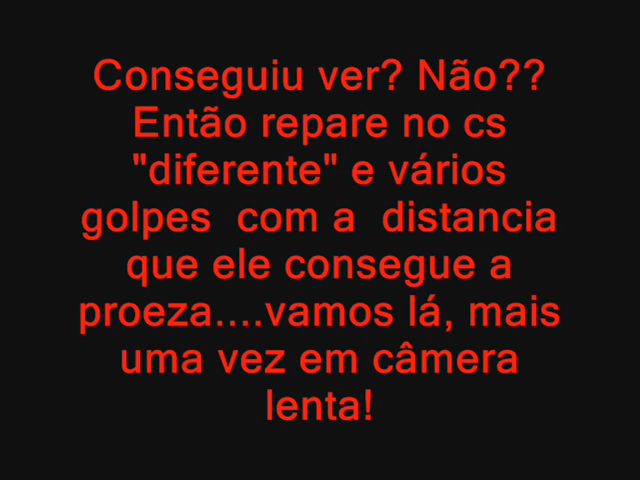 Conseguiu ver? Não??
Então repare no cs
"diferente" e vários
golpes  com a  distancia
que ele consegue a
proeza....vamos lá, mais
uma vez em câmera
lenta!